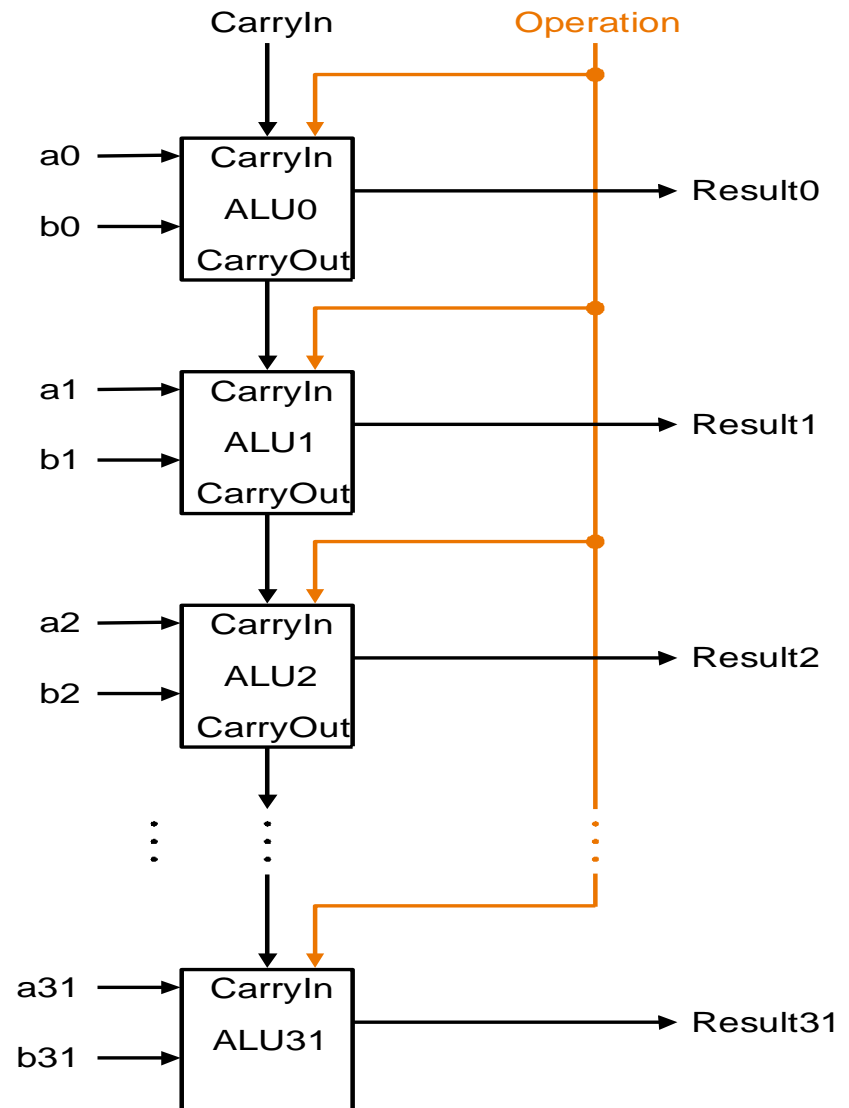 CarryIn Operation
a0 CarryIn
ALU0 Result0
b0
CarryOut
a1 CarryIn
ALU1 Result1
b1
CarryOut
a2 CarryIn
ALU2 Result2
b2
CarryOut
a31 CarryIn
ALU31 Result31
b31